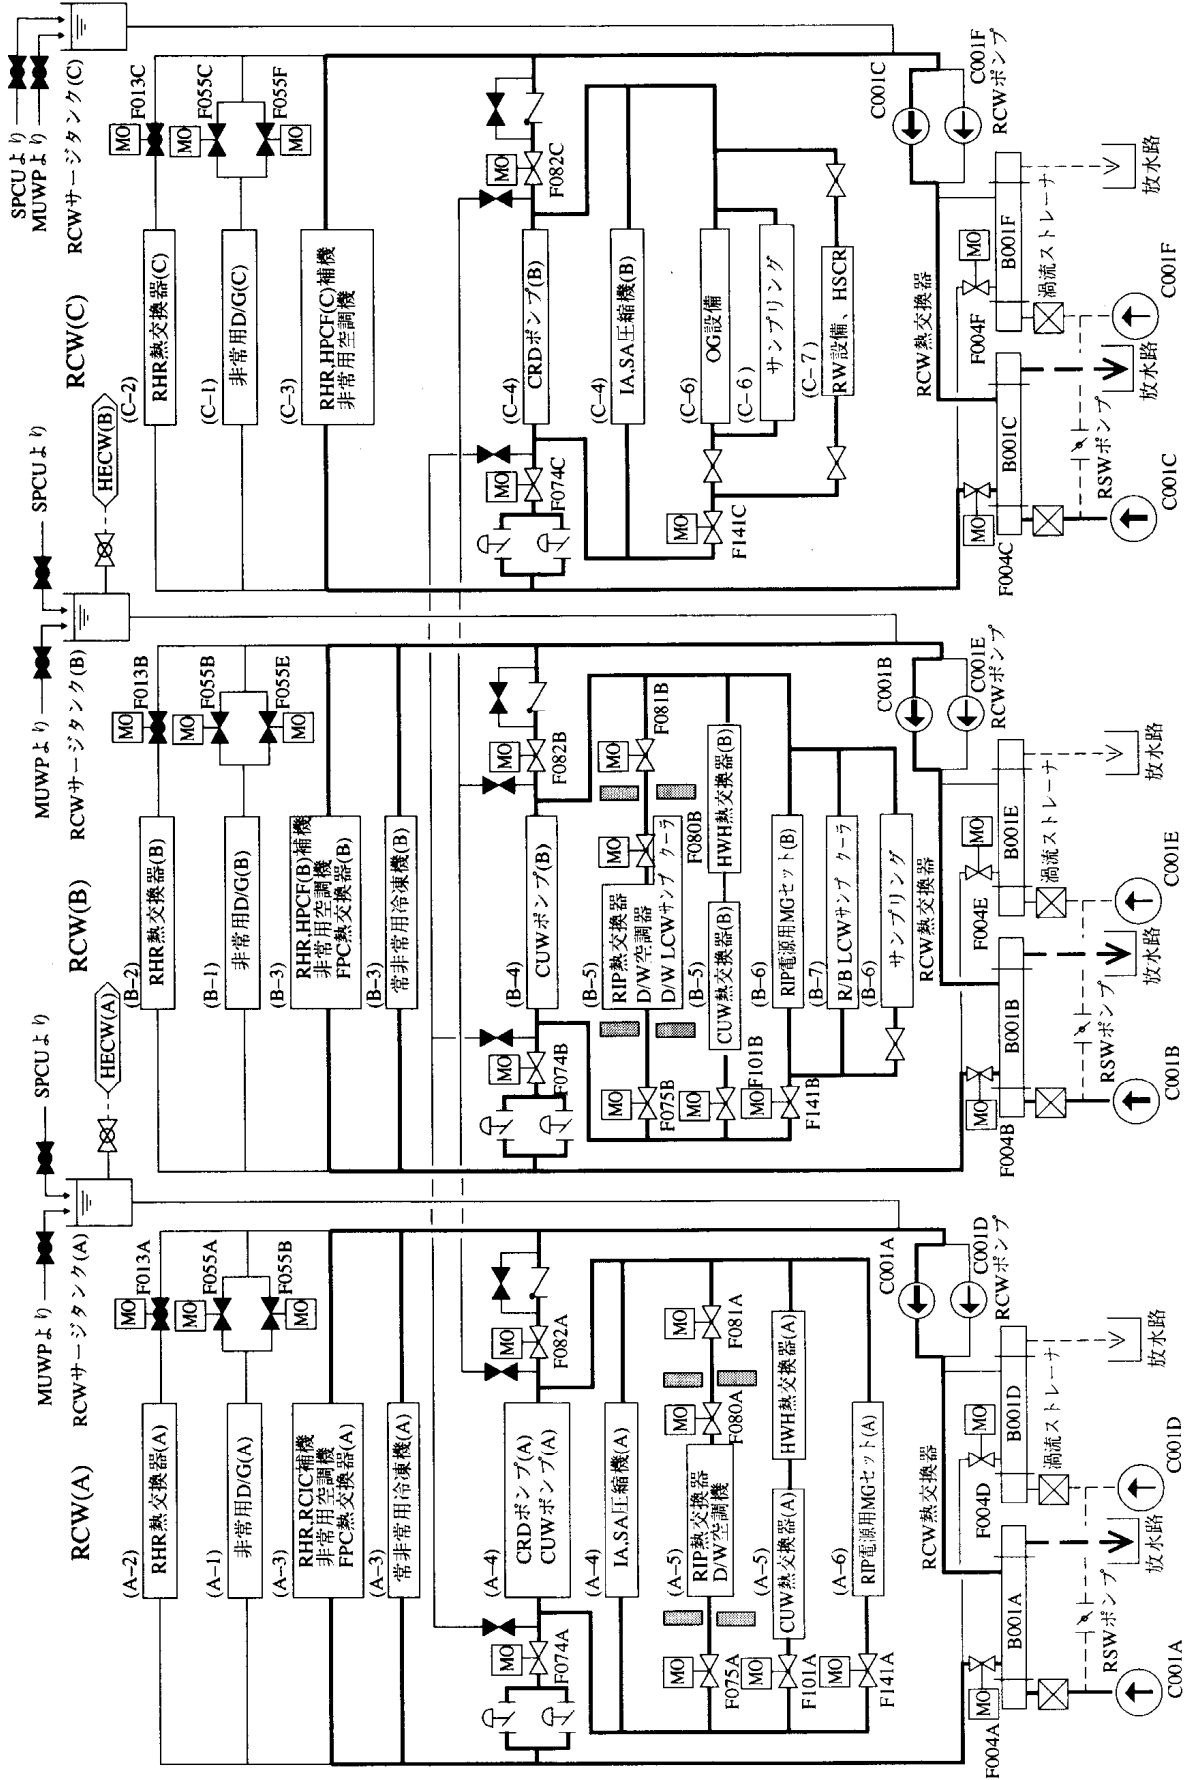 RCW(A)
MUWPより
SPCUより
RCWサージタンク(A)
HECW(A)
(A-2)
RHR熱交換器(A)
MO
F013A
(A-1)
非常用D/G(A)
MO
F055A
MO
F055B
(A-3)
RHR,RCIC補機
非常用空調機
FPC熱交換器(A)
(A-3)
常非常用冷凍機(A)
(A-4)
CRDポンプ(A)
CUWポンプ(A)
MO
F074A
MO
F082A
(A-4)
IA,SA圧縮機(A)
(A-5)
RIP熱交換器
D/W空調機
MO
F075A
MO
F080A
MO
F081A
(A-5)
CUW熱交換器(A)
HWH熱交換器(A)
MO
F101A
(A-6)
RIP電源用MGセット(A)
MO
F141A
C001A
C001D
RCWポンプ
RCW熱交換器
MO
F004A
B001A
MO
F004D
B001D
渦流ストレーナ
RSWポンプ
C001A
C001D
放水路
放水路
RCW(B)
MUWPより
SPCUより
RCWサージタンク(B)
HECW(B)
(B-2)
RHR熱交換器(B)
MO
F013B
(B-1)
非常用D/G(B)
MO
F055B
MO
F055E
(B-3)
RHR,HPCF(B)補機
非常用空調機
FPC熱交換器(B)
(B-3)
常非常用冷凍機(B)
(B-4)
CUWポンプ(B)
MO
F074B
MO
F082B
(B-5)
RIP熱交換器
D/W空調器
D/W LCWサンプ クーラ
MO
F075B
MO
F080B
MO
F081B
(B-5)
CUW熱交換器(B)
HWH熱交換器(B)
MO
F101B
(B-6)
RIP電源用MGセット(B)
MO
F141B
(B-7)
R/B LCWサンプ クーラ
(B-6)
サンプリング
C001B
C001E
RCWポンプ
RCW熱交換器
MO
F004B
B001B
MO
F004E
B001E
渦流ストレーナ
RSWポンプ
C001B
C001E
放水路
放水路
RCW(C)
SPCUより
MUWPより
RCWサージタンク(C)
(C-2)
RHR熱交換器(C)
MO
F013C
(C-1)
非常用D/G(C)
MO
F055C
MO
F055F
(C-3)
RHR,HPCF(C)補機
非常用空調機
(C-4)
CRDポンプ(B)
MO
F074C
MO
F082C
(C-4)
IA,SA圧縮機(B)
(C-6)
OG設備
MO
F141C
(C-6)
サンプリング
(C-7)
RW設備、HSCR
C001C
C001F
RCWポンプ
RCW熱交換器
MO
F004C
B001C
MO
F004F
B001F
渦流ストレーナ
RSWポンプ
C001C
C001F
放水路
放水路